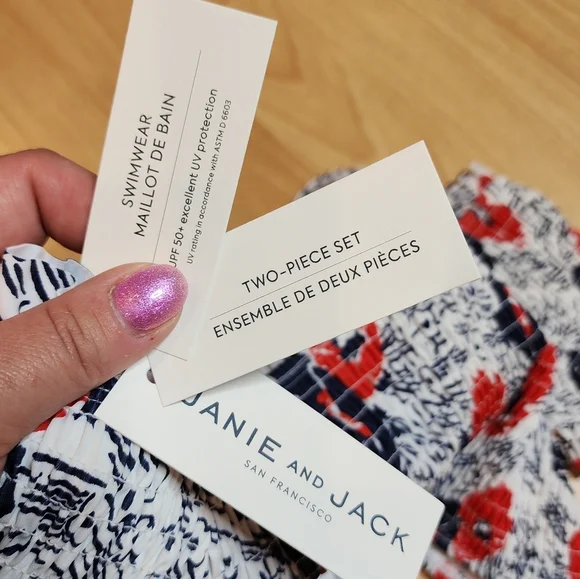 SWIMWEAR
MAILLOT DE BAIN
UPF 50+ excellent UV protection
UV rating in accordance with ASTM D 6603
TWO-PIECE SET
ENSEMBLE DE DEUX PIÈCES
JANIE AND JACK
SAN FRANCISCO